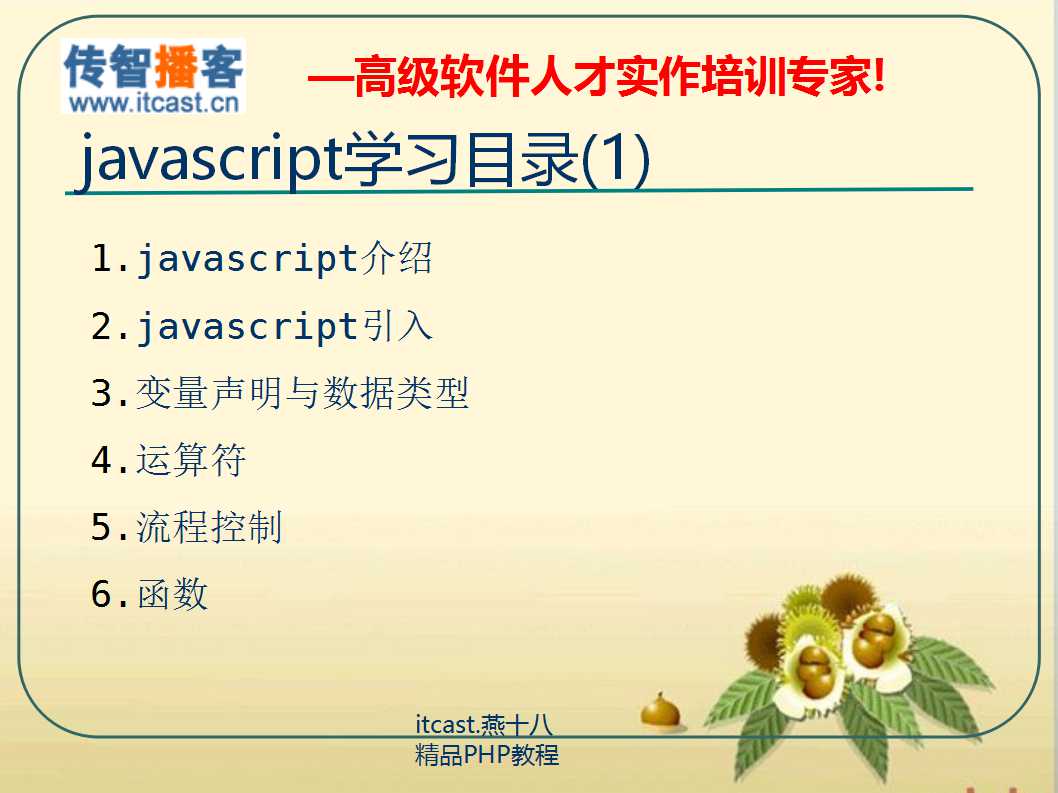 传智播客
www.itcast.cn
—高级软件人才实作培训专家!
javascript学习目录(1)
1.javascript介绍
2.javascript引入
3.变量声明与数据类型
4.运算符
5.流程控制
6.函数
itcast.燕十八
精品PHP教程